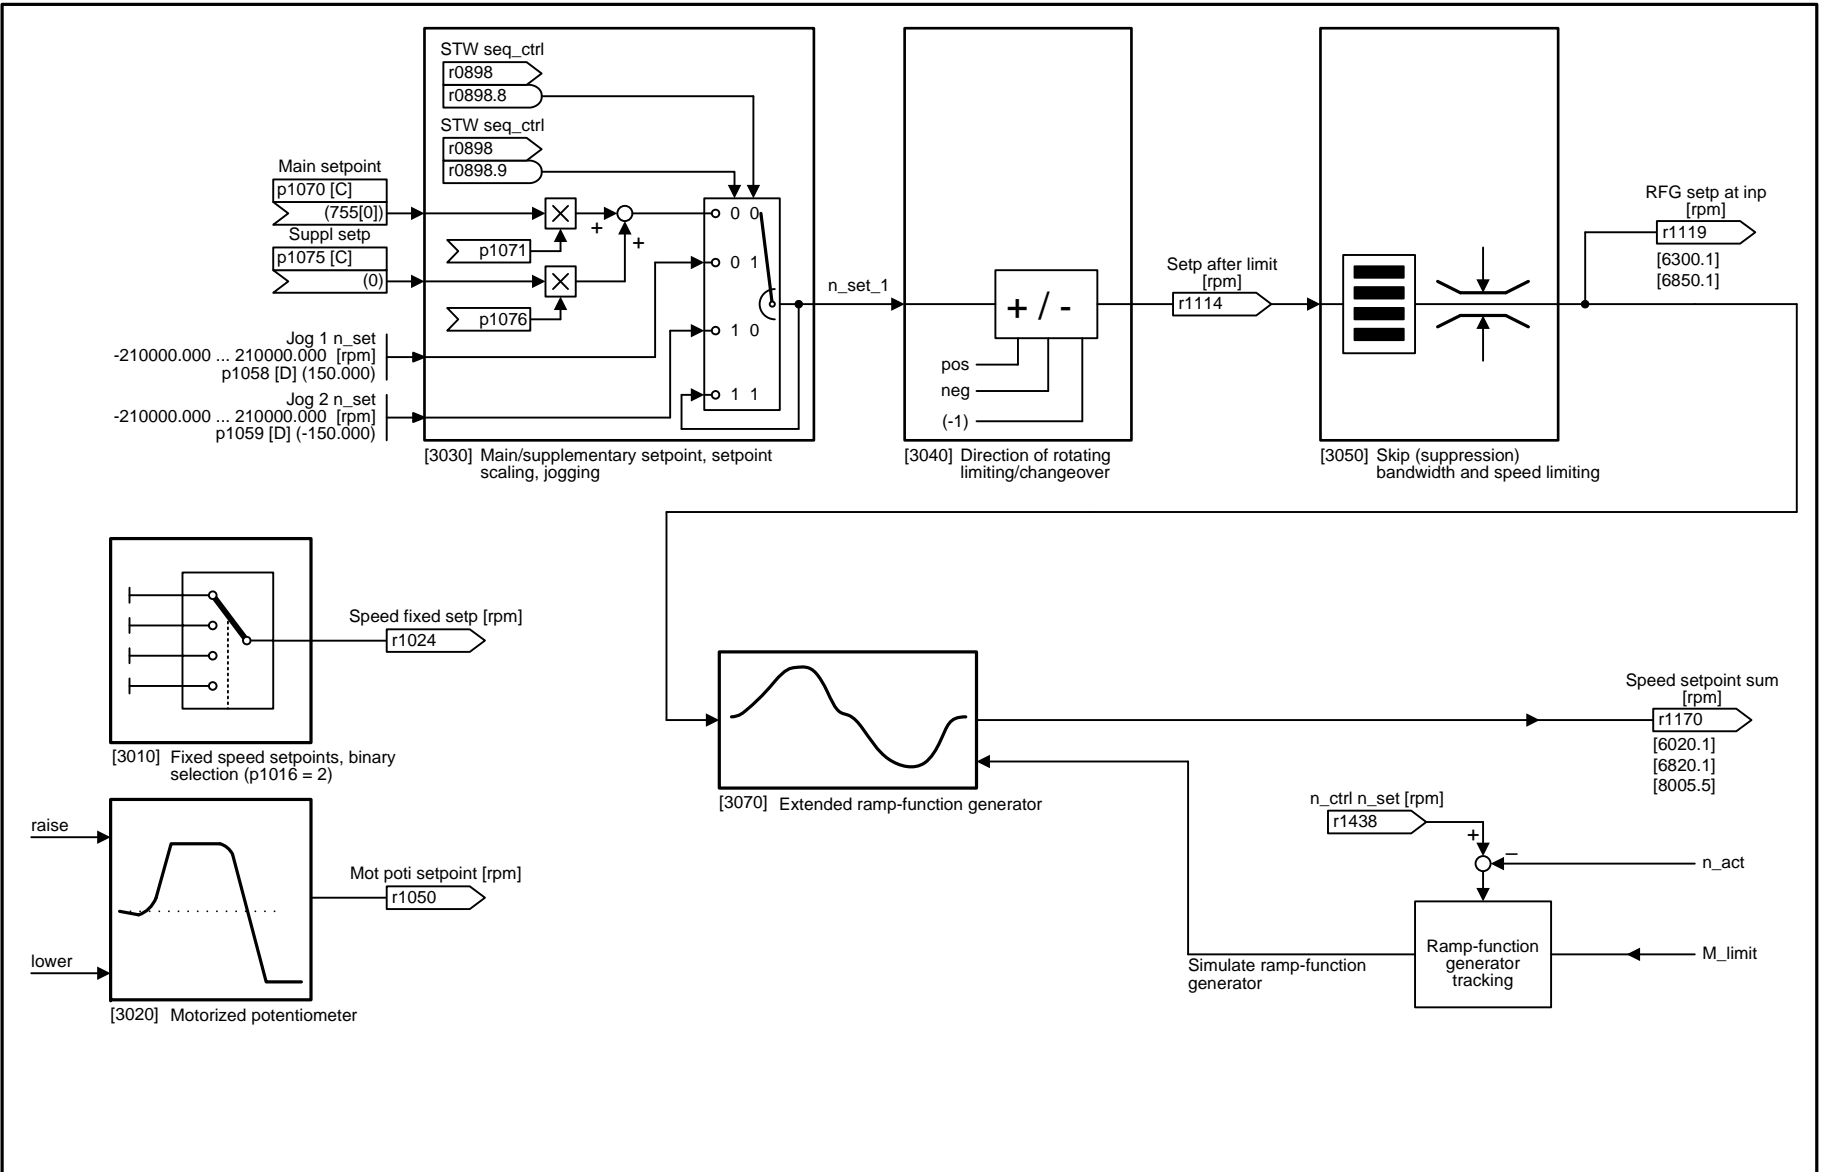 STW seq_ctrl
r0898
r0898.8
STW seq_ctrl
r0898
r0898.9
Main setpoint
p1070 [C]
(755[0])
Suppl setp
p1075 [C]
(0)
p1071
+
+
p1076
0 0
0 1
1 0
1 1
Jog 1 n_set
-210000.000 ... 210000.000 [rpm]
p1058 [D] (150.000)
Jog 2 n_set
-210000.000 ... 210000.000 [rpm]
p1059 [D] (-150.000)
[3030] Main/supplementary setpoint, setpoint
scaling, jogging
n_set_1
+ / -
pos
neg
(-1)
[3040] Direction of rotating
limiting/changeover
Setp after limit
[rpm]
r1114
[3050] Skip (suppression)
bandwidth and speed limiting
RFG setp at inp
[rpm]
r1119
[6300.1]
[6850.1]
Speed fixed setp [rpm]
r1024
[3010] Fixed speed setpoints, binary
selection (p1016 = 2)
raise
lower
Mot poti setpoint [rpm]
r1050
[3020] Motorized potentiometer
[3070] Extended ramp-function generator
Speed setpoint sum
[rpm]
r1170
[6020.1]
[6820.1]
[8005.5]
n_ctrl n_set [rpm]
r1438
+
–
n_act
Ramp-function
generator
tracking
M_limit
Simulate ramp-function
generator